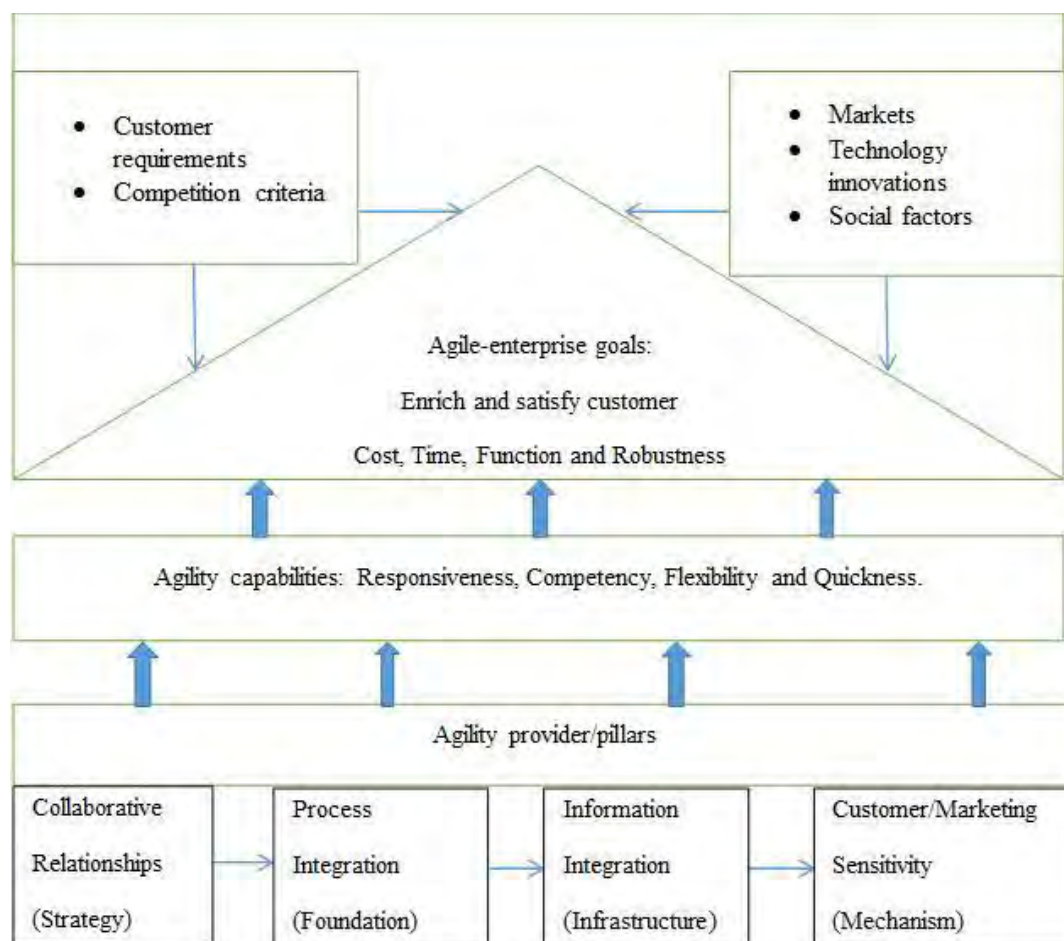 • Customer
requirements
• Competition criteria
• Markets
• Technology
innovations
• Social factors
Agile-enterprise goals:
Enrich and satisfy customer
Cost, Time, Function and Robustness
Agility capabilities: Responsiveness, Competency, Flexibility and Quickness.
Agility provider/pillars
Collaborative
Relationships
(Strategy)
Process
Integration
(Foundation)
Information
Integration
(Infrastructure)
Customer/Marketing
Sensitivity
(Mechanism)